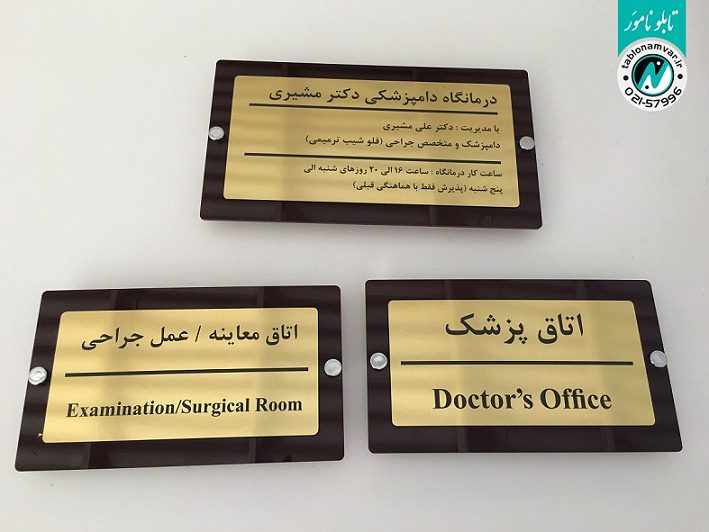 تابلو نامور
tablonamvar.ir
021-57996
درمانگاه دامپزشکی دکتر مشیری
با مدیریت : دکتر علی مشیری
دامپزشک و متخصص جراحی (فلو شیپ ترمیمی)
ساعت کار درمانگاه : ساعت ۱۶ الی ۲۰ روزهای شنبه الی
پنج شنبه (پذیرش فقط با هماهنگی قبلی)
اتاق پزشک
Doctor's Office
اتاق معاینه / عمل جراحی
Examination/Surgical Room